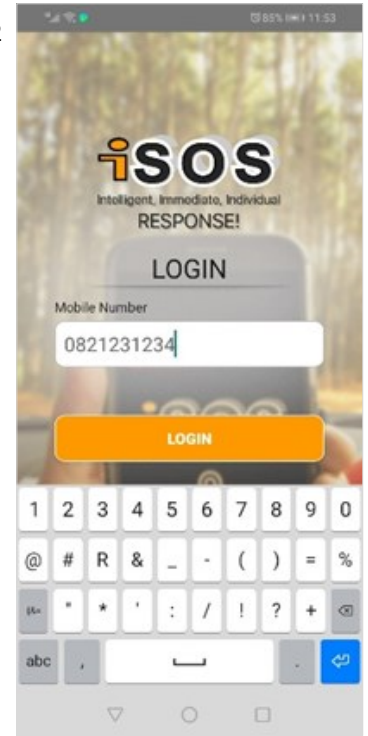 85% 11:53
iSOS
Intelligent, Immediate, Individual
RESPONSE!
LOGIN
Mobile Number
0821231234
LOGIN
1 2 3 4 5 6 7 8 9 0
@ # R & _ - ( ) = %
" * ' : / ! ? +
abc , .